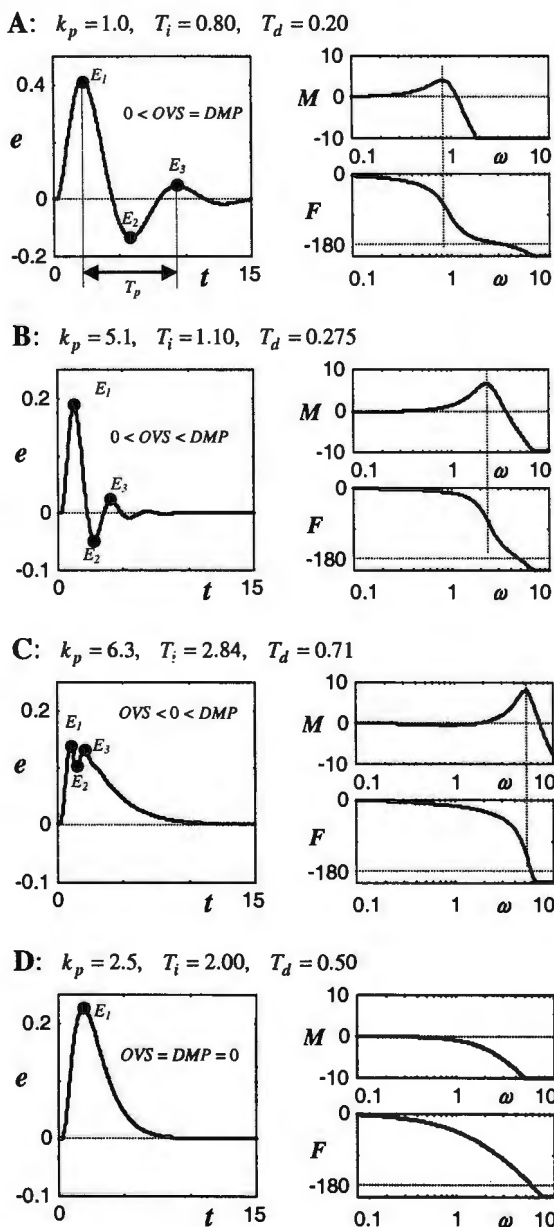 A: k_p = 1.0, T_i = 0.80, T_d = 0.20
0.4
e
0
-0.2
E_1
0 < OVS = DMP
E_3
E_2
0 t 15
T_p
10
M 0
-10
0.1 1 ω 10
0
F
-180
0.1 1 ω 10
B: k_p = 5.1, T_i = 1.10, T_d = 0.275
0.2
e
0
-0.1
E_1
0 < OVS < DMP
E_3
E_2
0 t 15
10
M 0
-10
0.1 1 ω 10
0
F
-180
0.1 1 ω 10
C: k_p = 6.3, T_i = 2.84, T_d = 0.71
0.2
e
0
-0.1
E_1
OVS < 0 < DMP
E_3
E_2
0 t 15
10
M 0
-10
0.1 1 ω 10
0
F
-180
0.1 1 ω 10
D: k_p = 2.5, T_i = 2.00, T_d = 0.50
0.2
e
0
-0.1
E_1
OVS = DMP = 0
0 t 15
10
M 0
-10
0.1 1 ω 10
0
F
-180
0.1 1 ω 10